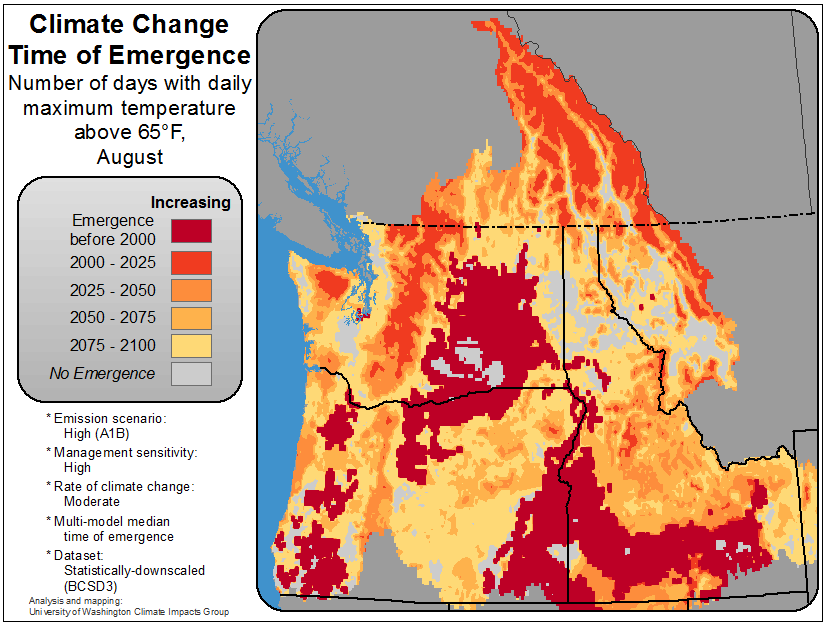 Climate Change
Time of Emergence
Number of days with daily
maximum temperature
above 65°F,
August
Increasing
Emergence
before 2000
2000 - 2025
2025 - 2050
2050 - 2075
2075 - 2100
No Emergence
* Emission scenario:
High (A1B)
* Management sensitivity:
High
* Rate of climate change:
Moderate
* Multi-model median
time of emergence
* Dataset:
Statistically-downscaled
(BCSD3)
Analysis and mapping:
University of Washington Climate Impacts Group